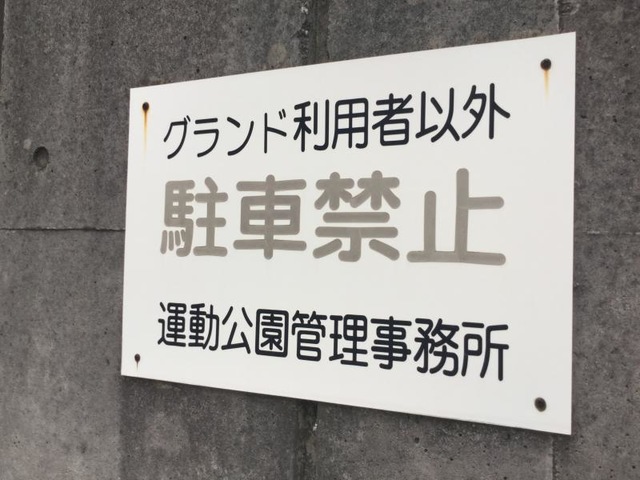 グランド利用者以外
駐車禁止
運動公園管理事務所